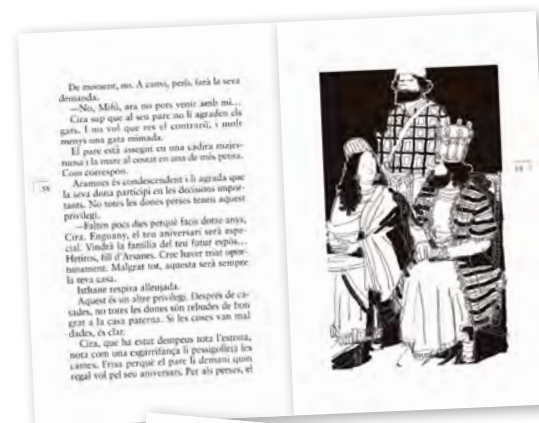 De moment, no. A canvi, però, farà la seva
demanda.
—No, Mifú, ara no pots venir amb mi...
Cira sap que al seu pare no li agraden els
gats. I no vol que res el contrariï, i molt
menys una gata mimada.
El pare està assegut en una cadira majes-
tuosa i la mare al costat en una de més petita.
Com correspon.
Aramnes és condescendent i li agrada que
la seva dona participi en les decisions impor-
tants. No totes les dones perses tenen aquest
privilegi.
—Falten pocs dies perquè facis dotze anys,
Cira. Enguany, el teu aniversari serà espe-
cial. Vindrà la família del teu futur espòs...
Hetiros, fill d'Arsanes. Crec haver triat opor-
tunament. Malgrat tot, aquesta serà sempre
la teva casa.
Isthane respira alleujada.
Aquest és un altre privilegi. Després de ca-
sades, no totes les dones són rebudes de bon
grat a la casa paterna. Si les coses van mal
dades, és clar.
Cira, que ha estat dempeus tota l'estona,
nota com una esgarrifança li pessigolleja les
cames. Frisa perquè el pare li demani quin
regal vol pel seu aniversari. Per als perses, el